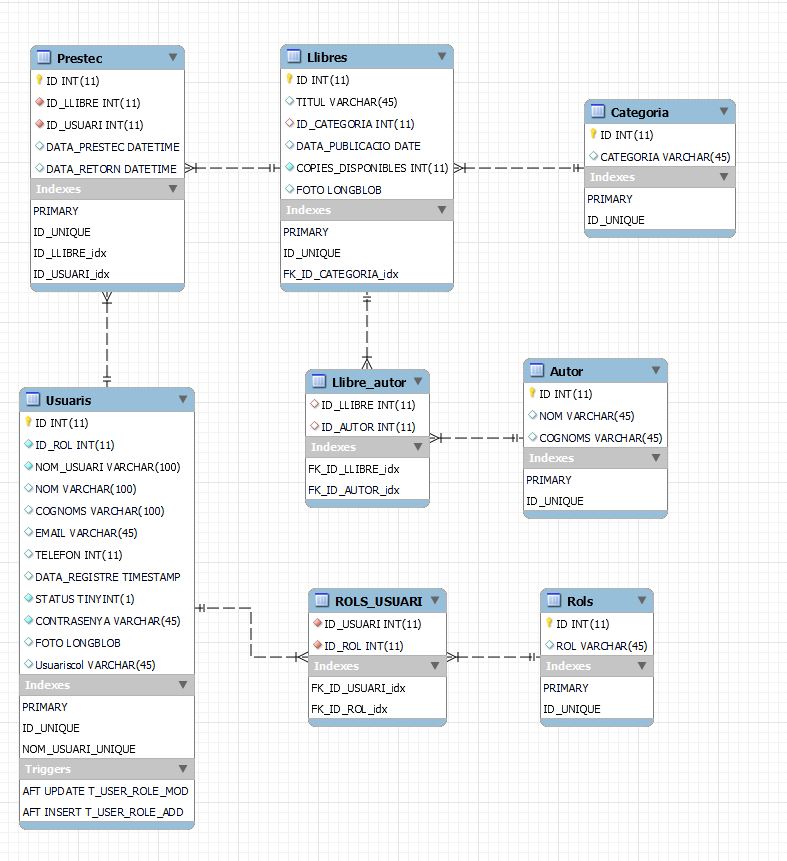 Prestec
ID INT(11)
ID_LLIBRE INT(11)
ID_USUARI INT(11)
DATA_PRESTEC DATETIME
DATA_RETORN DATETIME
Indexes
PRIMARY
ID_UNIQUE
ID_LLIBRE_idx
ID_USUARI_idx
Llibres
ID INT(11)
TITUL VARCHAR(45)
ID_CATEGORIA INT(11)
DATA_PUBLICACIO DATE
COPIES_DISPONIBLES INT(11)
FOTO LONGBLOB
Indexes
PRIMARY
ID_UNIQUE
FK_ID_CATEGORIA_idx
Categoria
ID INT(11)
CATEGORIA VARCHAR(45)
Indexes
PRIMARY
ID_UNIQUE
Llibre_autor
ID_LLIBRE INT(11)
ID_AUTOR INT(11)
Indexes
FK_ID_LLIBRE_idx
FK_ID_AUTOR_idx
Autor
ID INT(11)
NOM VARCHAR(45)
COGNOMS VARCHAR(45)
Indexes
PRIMARY
ID_UNIQUE
Usuaris
ID INT(11)
ID_ROL INT(11)
NOM_USUARI VARCHAR(100)
NOM VARCHAR(100)
COGNOMS VARCHAR(100)
EMAIL VARCHAR(45)
TELEFON INT(11)
DATA_REGISTRE TIMESTAMP
STATUS TINYINT(1)
CONTRASENYA VARCHAR(45)
FOTO LONGBLOB
Usuariscol VARCHAR(45)
Indexes
PRIMARY
ID_UNIQUE
NOM_USUARI_UNIQUE
Triggers
AFT UPDATE T_USER_ROLE_MOD
AFT INSERT T_USER_ROLE_ADD
ROLS_USUARI
ID_USUARI INT(11)
ID_ROL INT(11)
Indexes
FK_ID_USUARI_idx
FK_ID_ROL_idx
Rols
ID INT(11)
ROL VARCHAR(45)
Indexes
PRIMARY
ID_UNIQUE